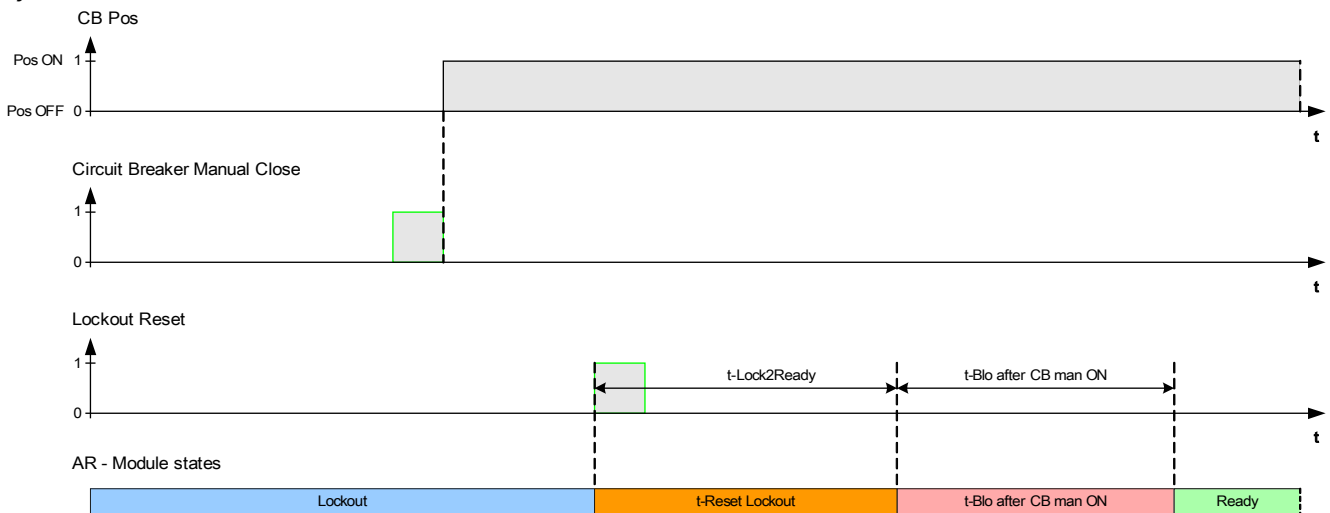 CB Pos
Pos ON 1
Pos OFF 0
t
Circuit Breaker Manual Close
1
0
t
Lockout Reset
1
t-Lock2Ready t-Blo after CB man ON
0
t
AR - Module states
Lockout t-Reset Lockout t-Blo after CB man ON Ready